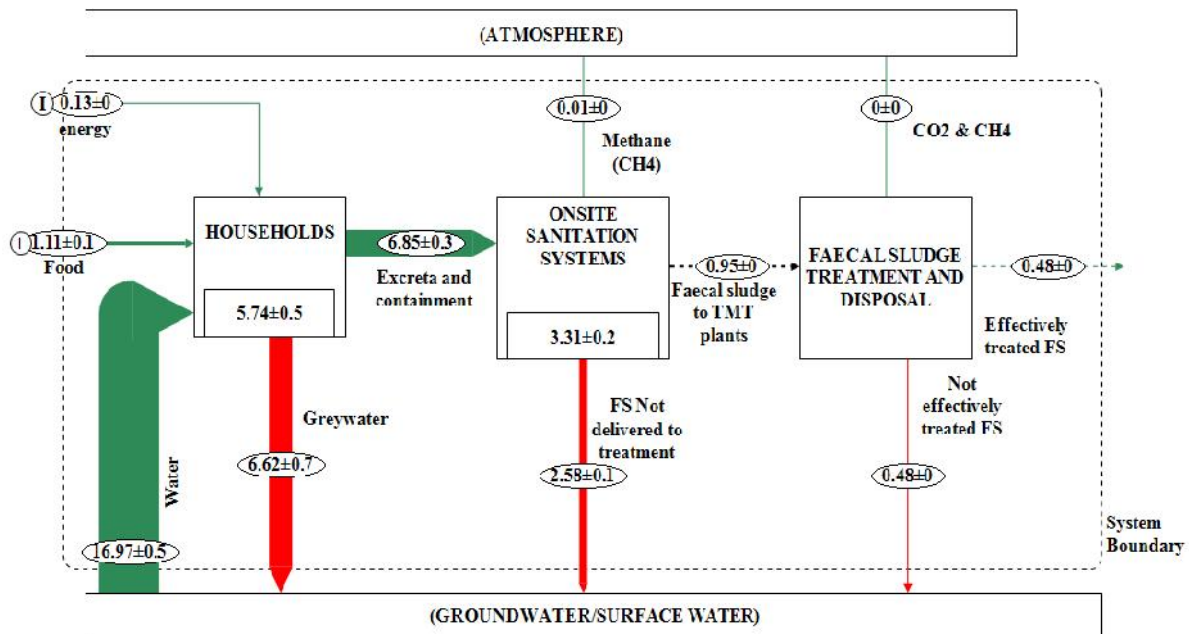 (ATMOSPHERE)
I 0.13±0
energy
0.01±0
Methane
(CH4)
0±0
CO2 & CH4
I 1.11±0.1
Food
HOUSEHOLDS
5.74±0.5
6.85±0.3
Excreta and
containment
ONSITE
SANITATION
SYSTEMS
3.31±0.2
0.95±0
Faecal sludge
to TMT
plants
FAECAL SLUDGE
TREATMENT AND
DISPOSAL
0.48±0
Effectively
treated FS
Water
16.97±0.5
Greywater
6.62±0.7
FS Not
delivered to
treatment
2.58±0.1
Not
effectively
treated FS
0.48±0
System
Boundary
(GROUNDWATER/SURFACE WATER)